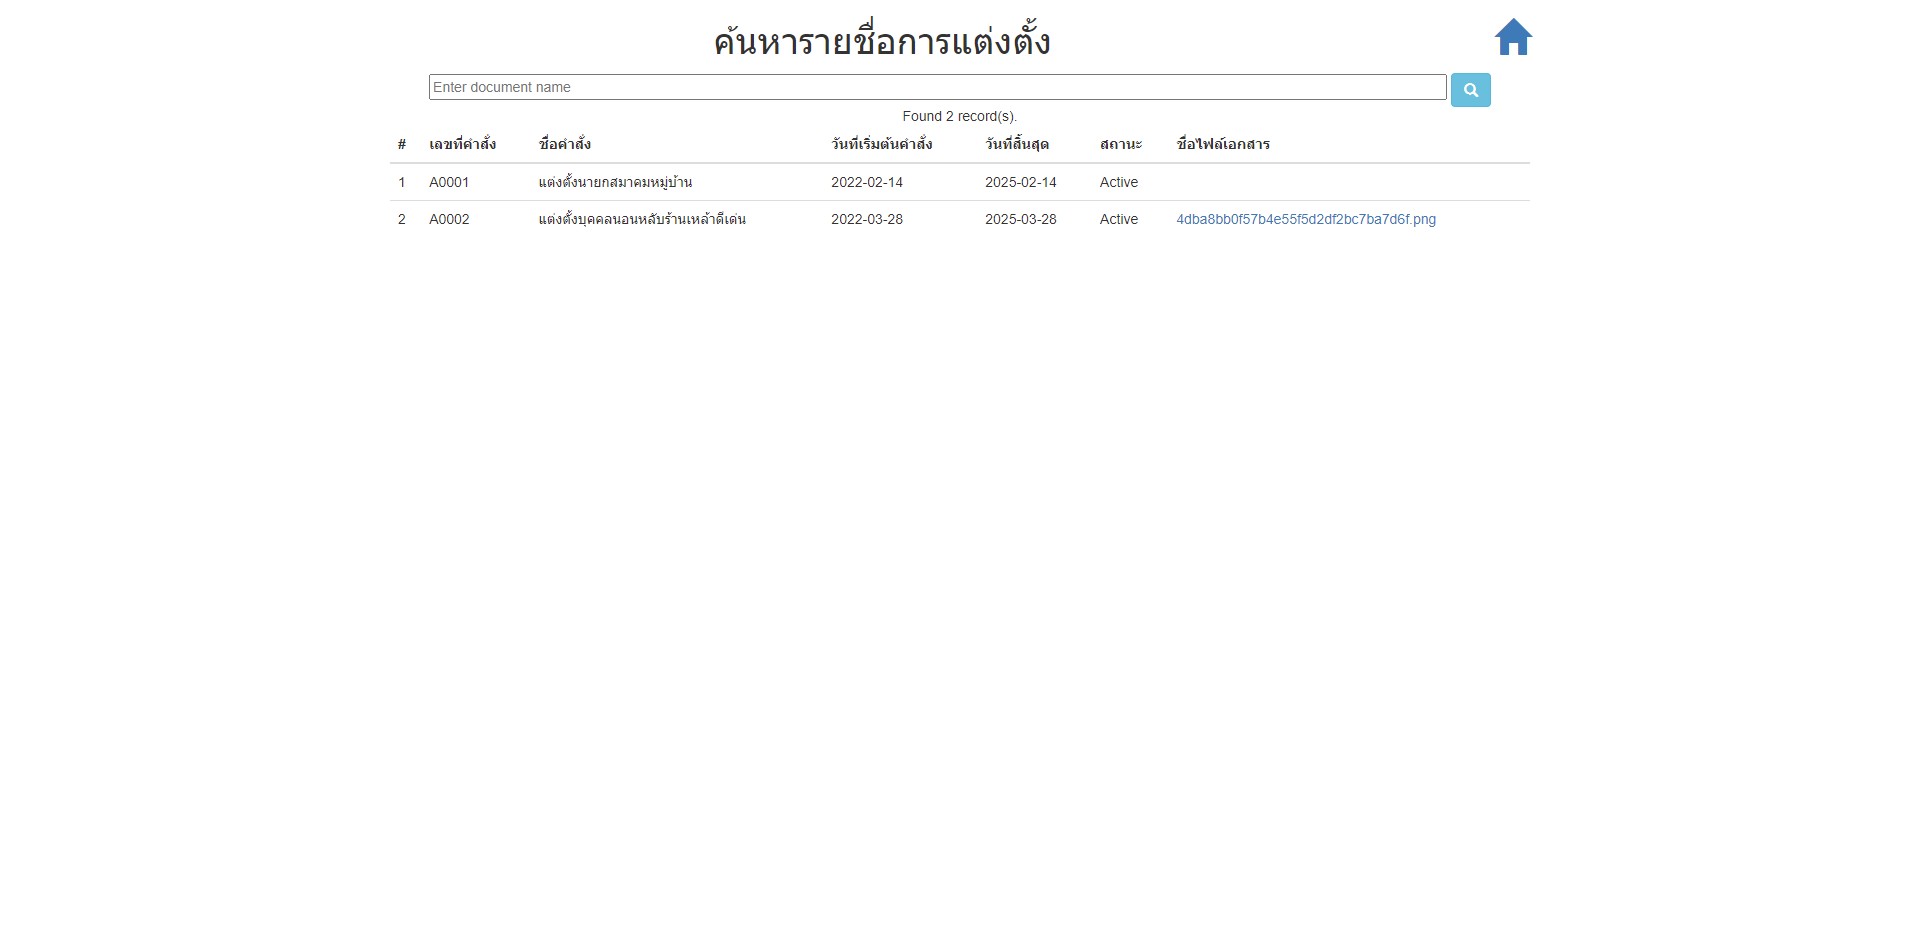 ค้นหารายชื่อการแต่งตั้ง
Enter document name
Found 2 record(s).
# เลขที่คำสั่ง ชื่อคำสั่ง วันที่เริ่มต้นคำสั่ง วันที่สิ้นสุด สถานะ ชื่อไฟล์เอกสาร
1 A0001 แต่งตั้งนายกสมาคมหมู่บ้าน 2022-02-14 2025-02-14 Active
2 A0002 แต่งตั้งบุคคลนอนหลับร้านเหล้าดีเด่น 2022-03-28 2025-03-28 Active 4dba8bb0f57b4e55f5d2df2bc7ba7d6f.png